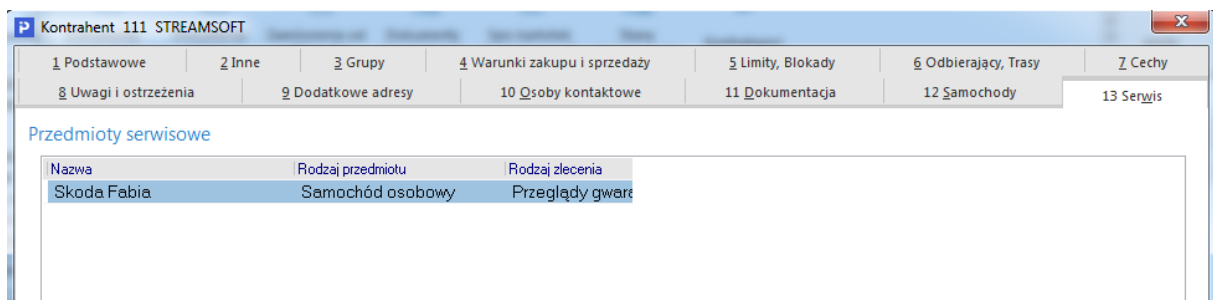 Kontrahent 111 STREAMSOFT
1 Podstawowe 2 Inne 3 Grupy 4 Warunki zakupu i sprzedaży 5 Limity, Blokady 6 Odbierający, Trasy 7 Cechy
8 Uwagi i ostrzeżenia 9 Dodatkowe adresy 10 Osoby kontaktowe 11 Dokumentacja 12 Samochody 13 Serwis
Przedmioty serwisowe
Nazwa Rodzaj przedmiotu Rodzaj zlecenia
Skoda Fabia Samochód osobowy Przeglądy gwar